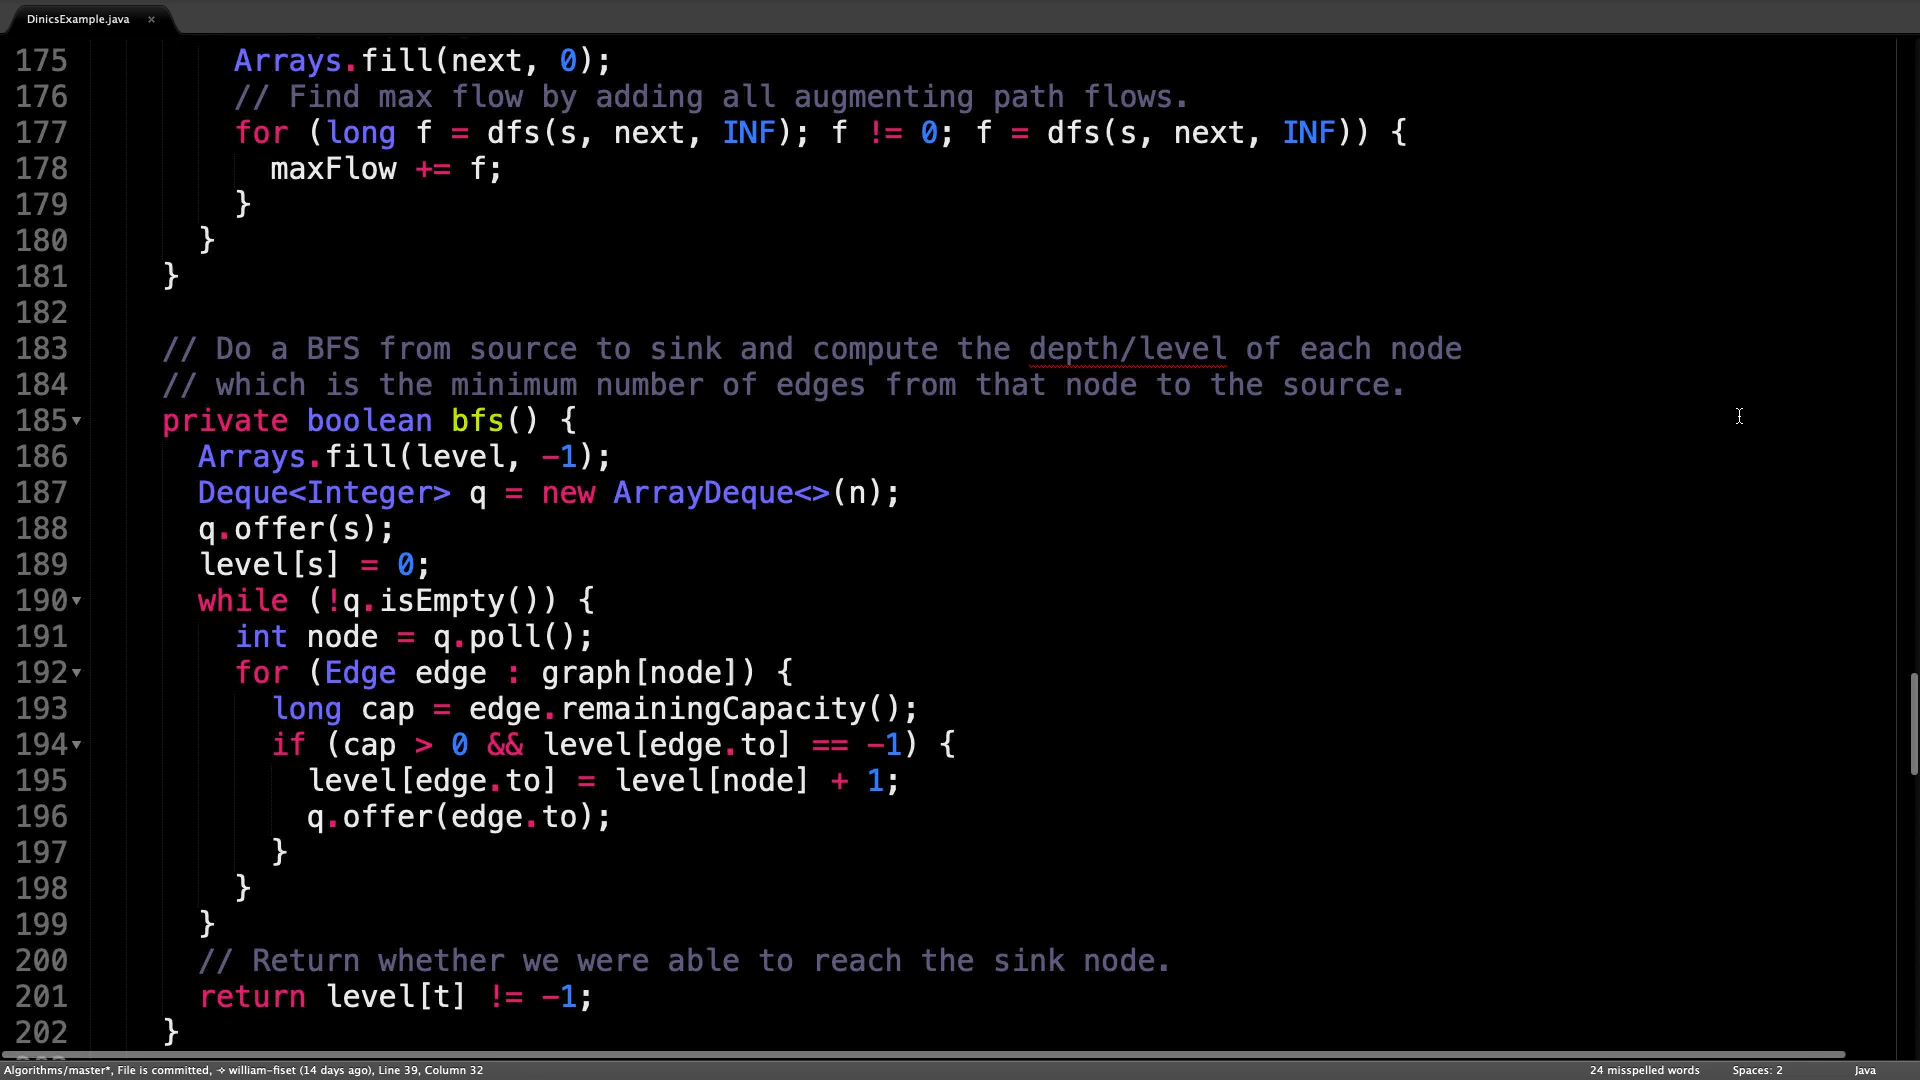 DinicsExample.java ×
175 Arrays.fill(next, 0);
176 // Find max flow by adding all augmenting path flows.
177 for (long f = dfs(s, next, INF); f != 0; f = dfs(s, next, INF)) {
178 maxFlow += f;
179 }
180 }
181 }
182
183 // Do a BFS from source to sink and compute the depth/level of each node
184 // which is the minimum number of edges from that node to the source.
185 private boolean bfs() {
186 Arrays.fill(level, -1);
187 Deque<Integer> q = new ArrayDeque<>(n);
188 q.offer(s);
189 level[s] = 0;
190 while (!q.isEmpty()) {
191 int node = q.poll();
192 for (Edge edge : graph[node]) {
193 long cap = edge.remainingCapacity();
194 if (cap > 0 && level[edge.to] == -1) {
195 level[edge.to] = level[node] + 1;
196 q.offer(edge.to);
197 }
198 }
199 }
200 // Return whether we were able to reach the sink node.
201 return level[t] != -1;
202 }
Algorithms/master*, File is committed, william-fiset (14 days ago), Line 39, Column 32 24 misspelled words Spaces: 2 Java